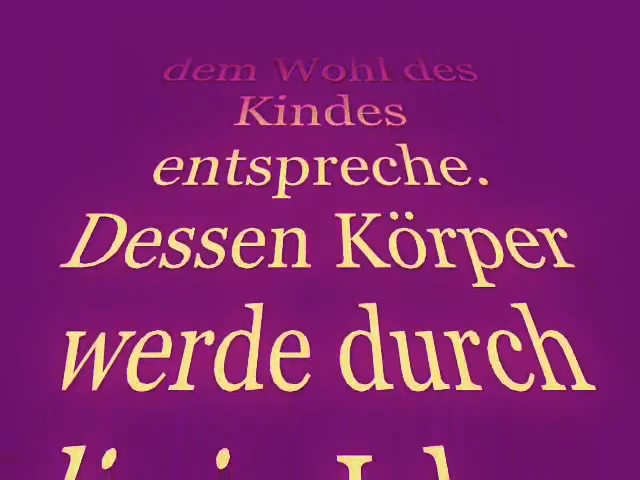 dem Wohl des
Kindes
entspreche.
Dessen Körper
werde durch